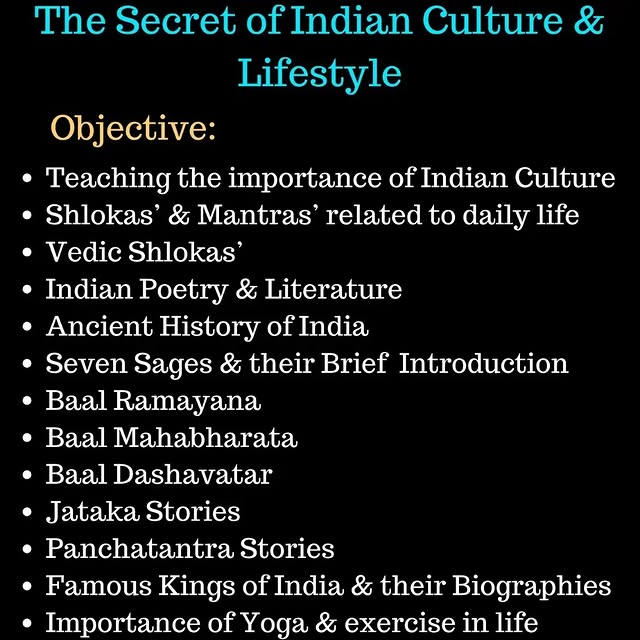 The Secret of Indian Culture &
Lifestyle
Objective:
• Teaching the importance of Indian Culture
• Shlokas’ & Mantras’ related to daily life
• Vedic Shlokas’
• Indian Poetry & Literature
• Ancient History of India
• Seven Sages & their Brief Introduction
• Baal Ramayana
• Baal Mahabharata
• Baal Dashavatar
• Jataka Stories
• Panchatantra Stories
• Famous Kings of India & their Biographies
• Importance of Yoga & exercise in life